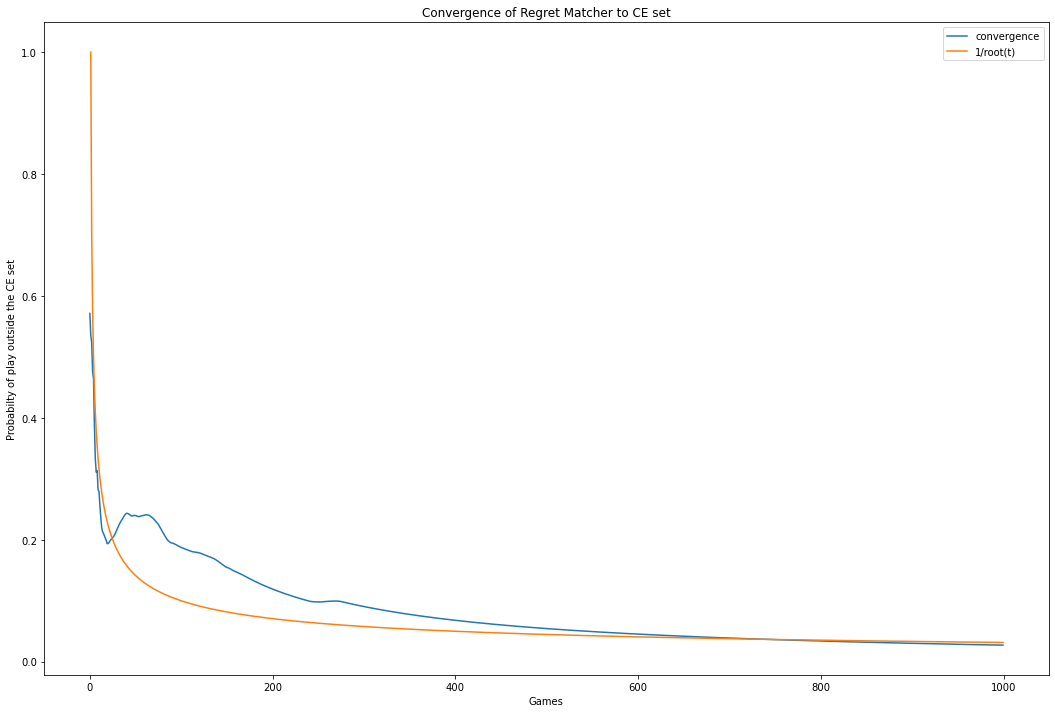 Convergence of Regret Matcher to CE set
convergence
1/root(t)
Probabilty of play outside the CE set
1.0
0.8
0.6
0.4
0.2
0.0
0
200
400
600
800
1000
Games